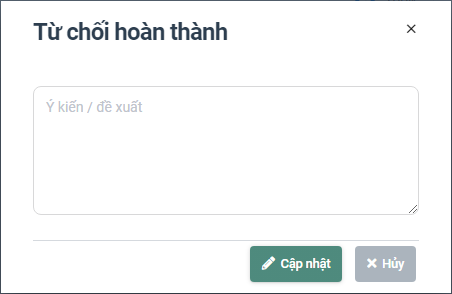 Từ chối hoàn thành
Ý kiến / đề xuất
Cập nhật
Hủy